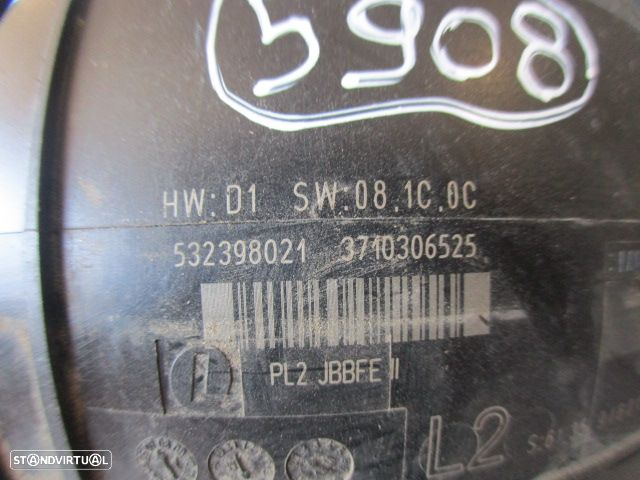 5908
HW:D1 SW:08.1C.0C
532398021 3710306525
PL2 JBBFE II
L2
STANDVIRTUAL